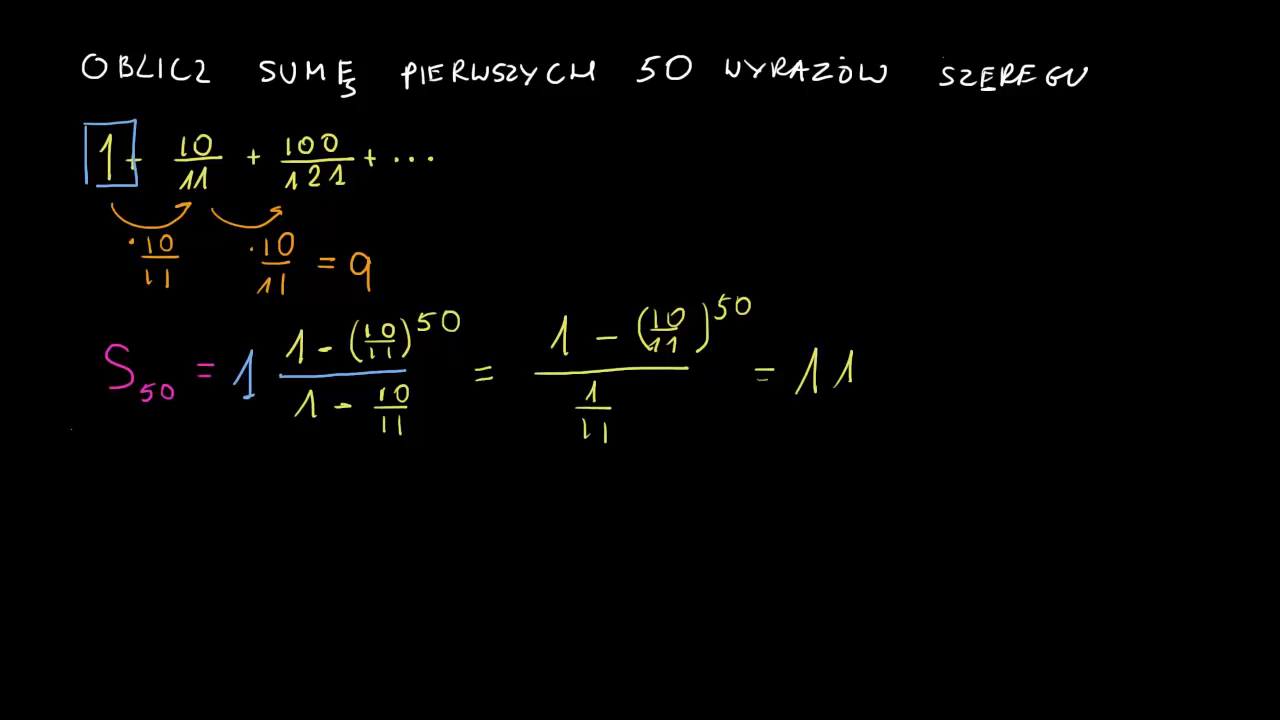 OBLICZ SUMĘ PIERWSZYCH 50 WYRAZÓW SZEREGU
1 + 10/11 + 100/121 + ...
·10/11 ·10/11 = q
S₅₀ = 1 (1 - (10/11)^50)/(1 - 10/11) = (1 - (10/11)^50)/(1/11) = 11